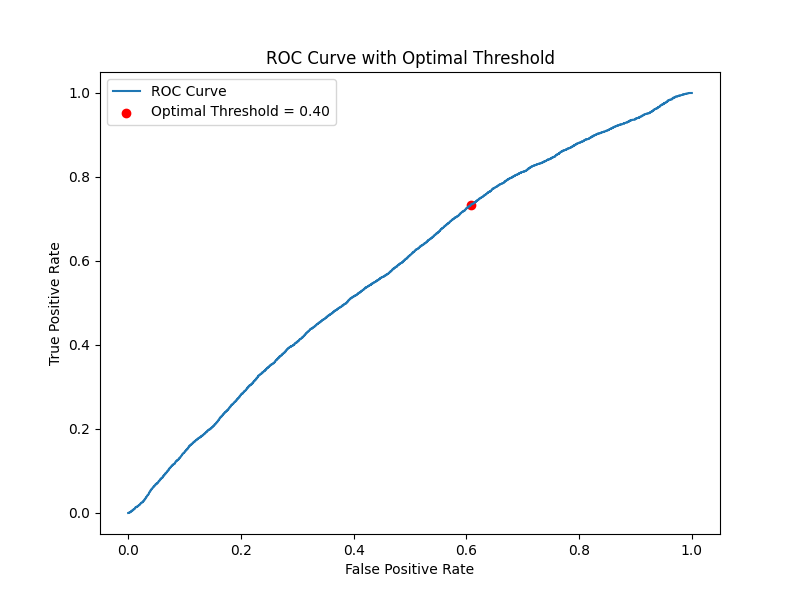 ROC Curve with Optimal Threshold
ROC Curve
Optimal Threshold = 0.40
1.0
0.8
0.6
0.4
0.2
0.0
True Positive Rate
0.0 0.2 0.4 0.6 0.8 1.0
False Positive Rate